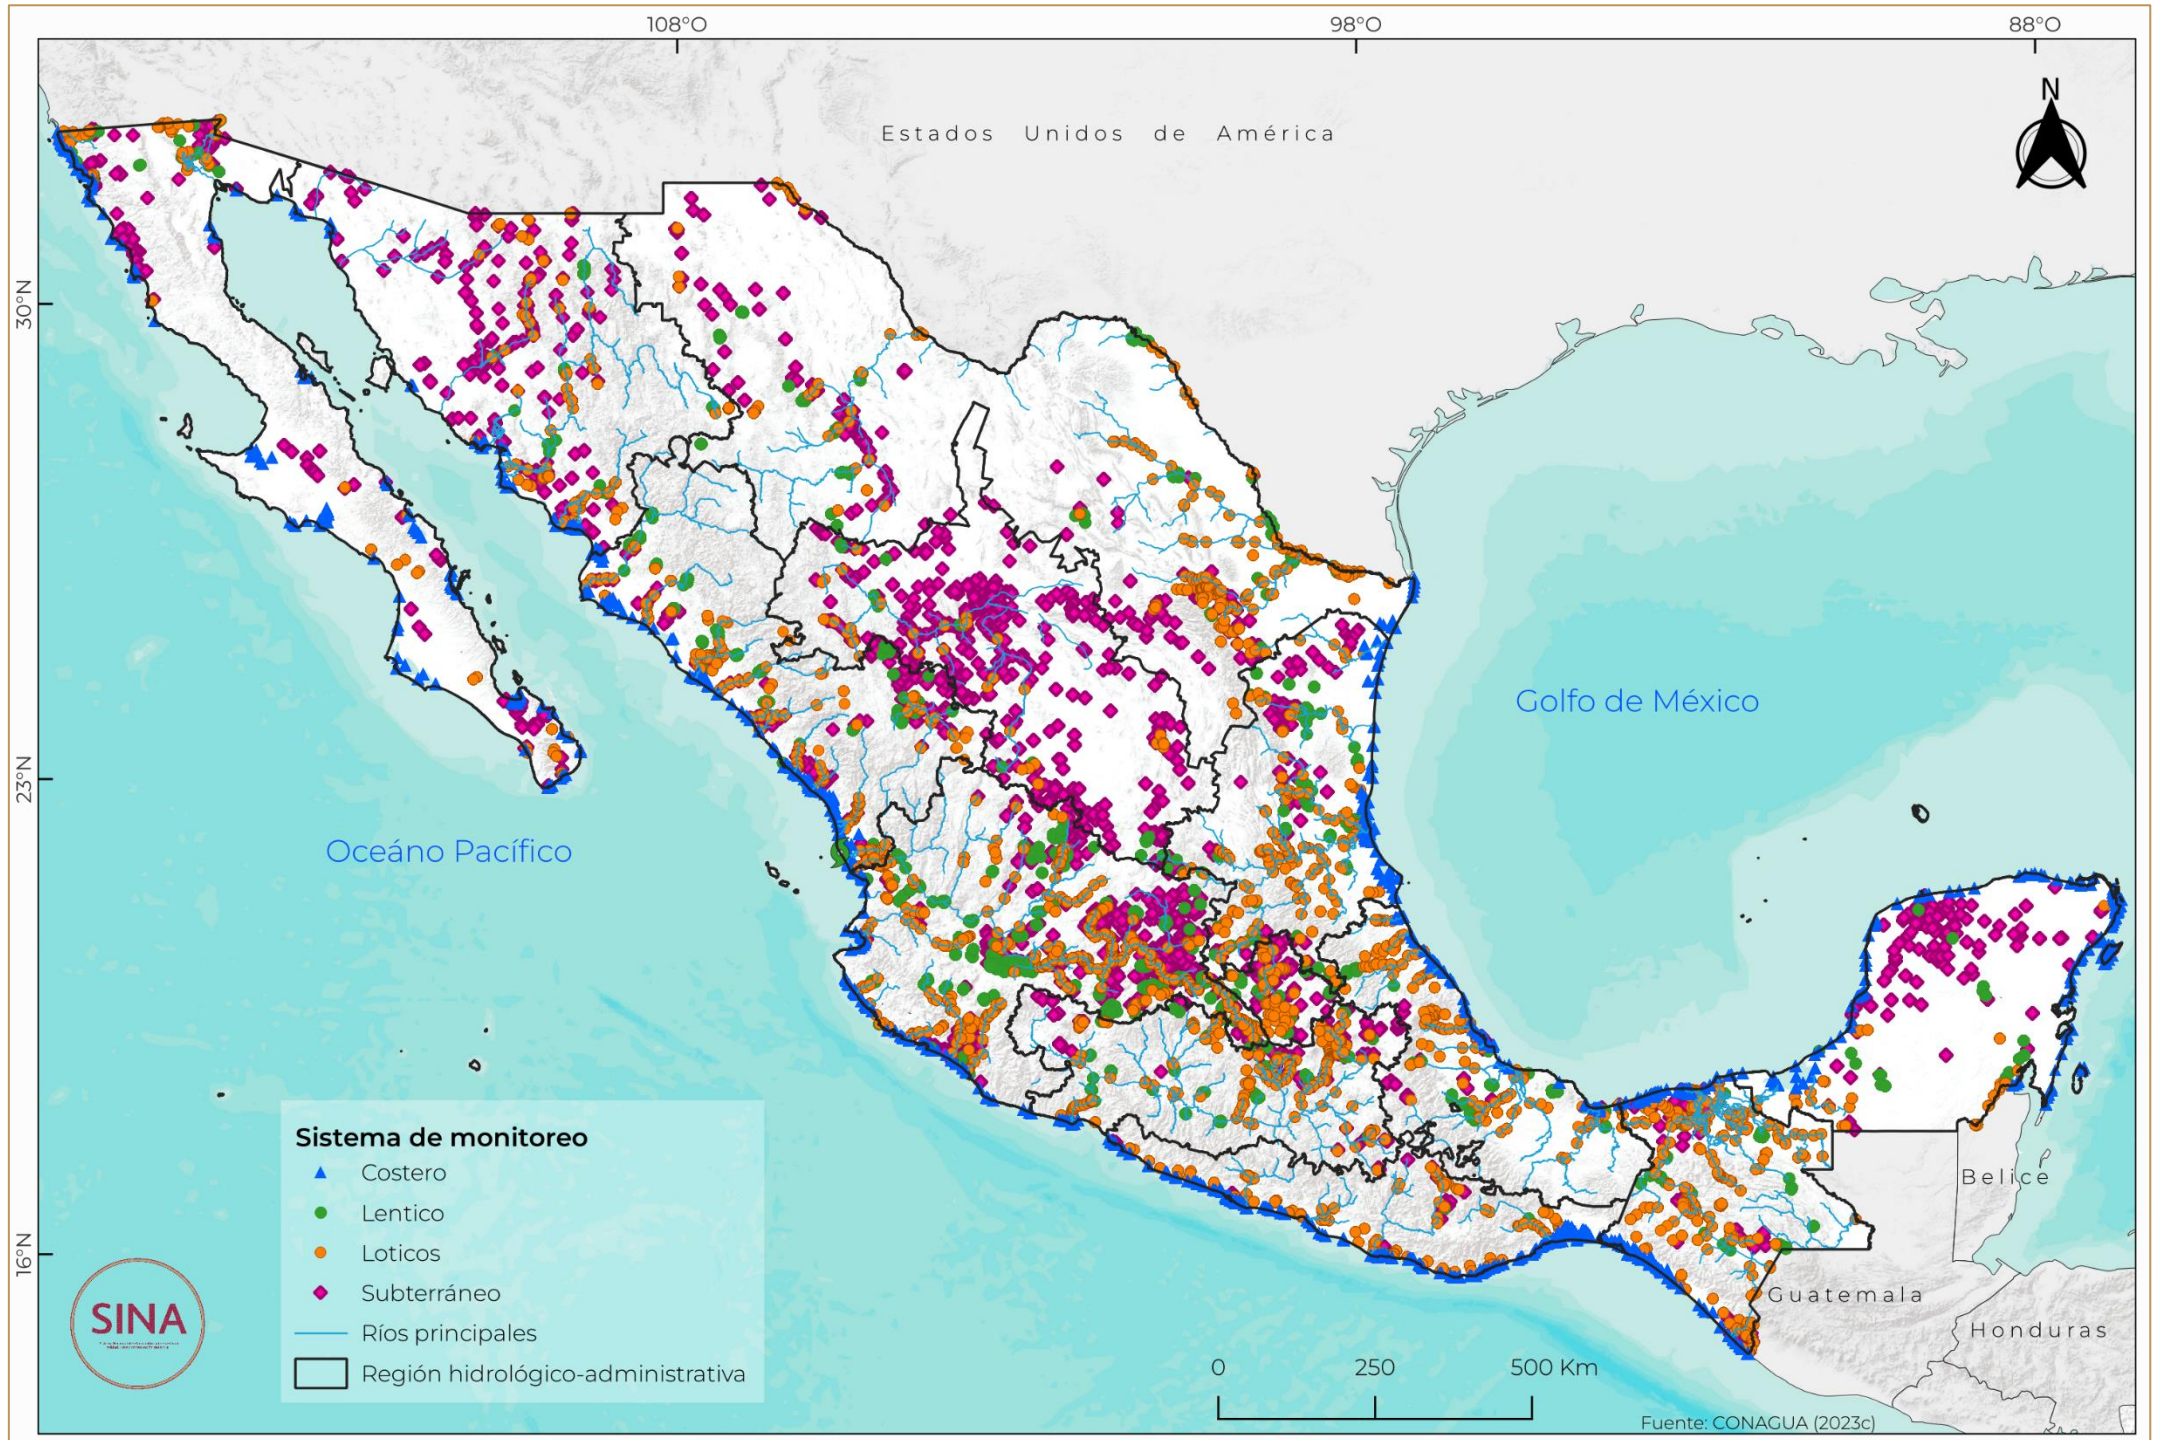 108°O
98°O
88°O
N
Estados Unidos de América
30°N
23°N
16°N
Golfo de México
Oceáno Pacífico
Sistema de monitoreo
Costero
Lentico
Loticos
Subterráneo
Ríos principales
Región hidrológico-administrativa
SINA
Belice
Guatemala
Honduras
0
250
500 Km
Fuente: CONAGUA (2023c)